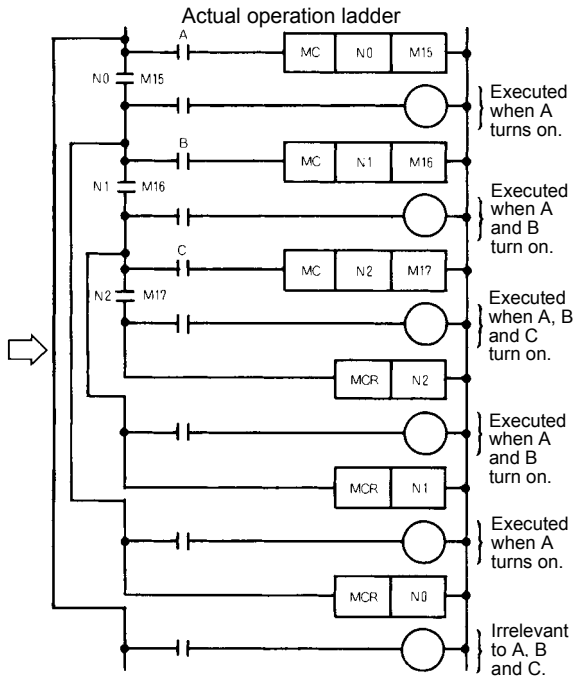 Actual operation ladder
A
MC N0 M15
N0 M15
Executed
when A
turns on.
B
MC N1 M16
N1 M16
Executed
when A
and B
turn on.
C
MC N2 M17
N2 M17
Executed
when A, B
and C
turn on.
MCR N2
Executed
when A
and B
turn on.
MCR N1
Executed
when A
turns on.
MCR N0
Irrelevant
to A, B
and C.